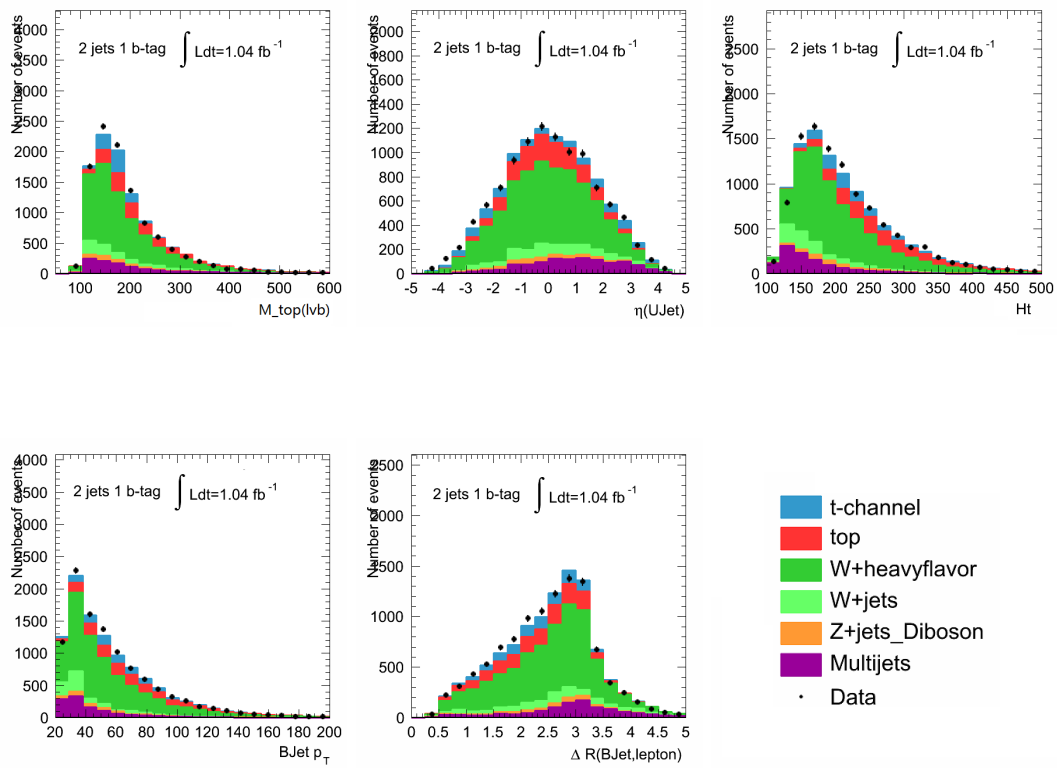 Number of events
4000
3500
3000
2500
2000
1500
1000
500
0
2 jets 1 b-tag ∫ Ldt=1.04 fb⁻¹
100 200 300 400 500 600
M_top(lvb)
Number of events
2000
1800
1600
1400
1200
1000
800
600
400
200
0
2 jets 1 b-tag ∫ Ldt=1.04 fb⁻¹
-5 -4 -3 -2 -1 0 1 2 3 4 5
η(UJet)
Number of events
2500
2000
1500
1000
500
0
2 jets 1 b-tag ∫ Ldt=1.04 fb⁻¹
100 150 200 250 300 350 400 450 500
Ht
Number of events
4000
3500
3000
2500
2000
1500
1000
500
0
2 jets 1 b-tag ∫ Ldt=1.04 fb⁻¹
20 40 60 80 100 120 140 160 180 200
BJet p_T
Number of events
2500
2000
1500
1000
500
0
2 jets 1 b-tag ∫ Ldt=1.04 fb⁻¹
0 0.5 1 1.5 2 2.5 3 3.5 4 4.5 5
Δ R(BJet,lepton)
t-channel
top
W+heavyflavor
W+jets
Z+jets_Diboson
Multijets
Data